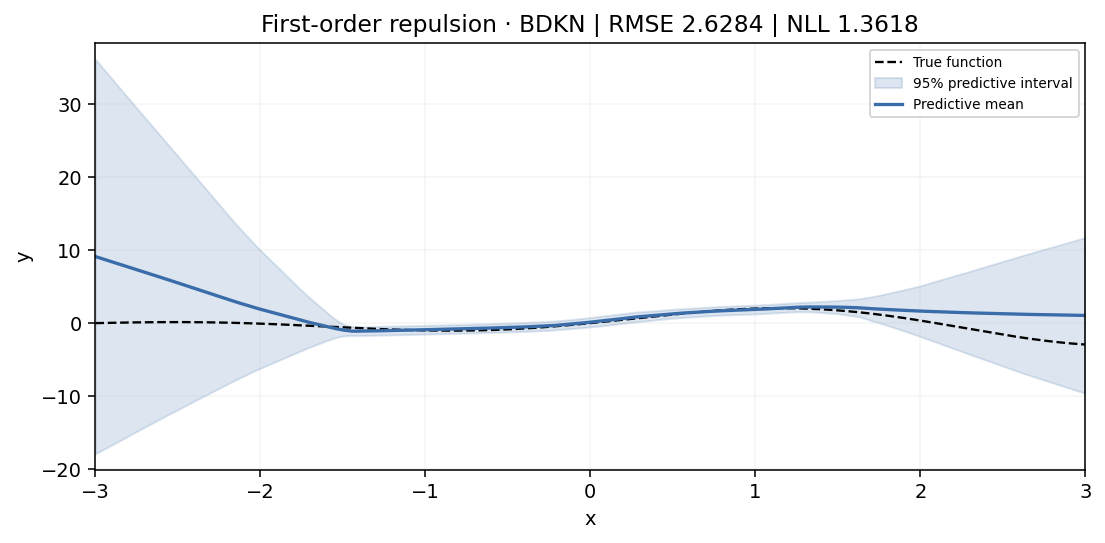 First-order repulsion · BDKN | RMSE 2.6284 | NLL 1.3618
True function
95% predictive interval
Predictive mean
y
30
20
10
0
−10
−20
−3
−2
−1
0
1
2
3
x